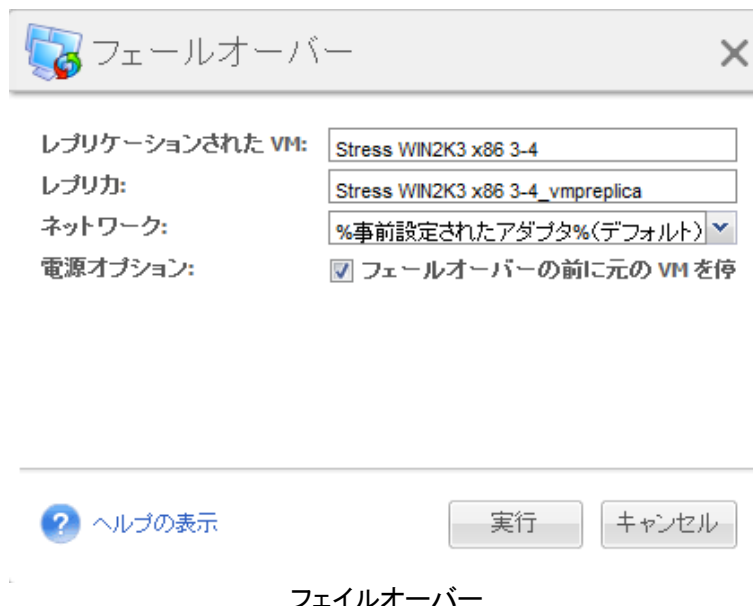 フェールオーバー
レプリケーションされた VM: Stress WIN2K3 x86 3-4
レプリカ: Stress WIN2K3 x86 3-4_vmpreplica
ネットワーク: %事前設定されたアダプタ%(デフォルト)
電源オプション: フェールオーバーの前に元の VM を停
? ヘルプの表示 実行 キャンセル
フェイルオーバー